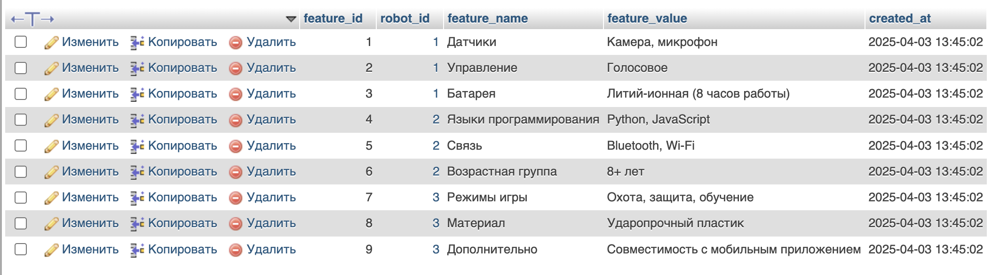 feature_id robot_id feature_name feature_value created_at
Изменить Копировать Удалить 1 1 Датчики Камера, микрофон 2025-04-03 13:45:02
Изменить Копировать Удалить 2 1 Управление Голосовое 2025-04-03 13:45:02
Изменить Копировать Удалить 3 1 Батарея Литий-ионная (8 часов работы) 2025-04-03 13:45:02
Изменить Копировать Удалить 4 2 Языки программирования Python, JavaScript 2025-04-03 13:45:02
Изменить Копировать Удалить 5 2 Связь Bluetooth, Wi-Fi 2025-04-03 13:45:02
Изменить Копировать Удалить 6 2 Возрастная группа 8+ лет 2025-04-03 13:45:02
Изменить Копировать Удалить 7 3 Режимы игры Охота, защита, обучение 2025-04-03 13:45:02
Изменить Копировать Удалить 8 3 Материал Ударопрочный пластик 2025-04-03 13:45:02
Изменить Копировать Удалить 9 3 Дополнительно Совместимость с мобильным приложением 2025-04-03 13:45:02